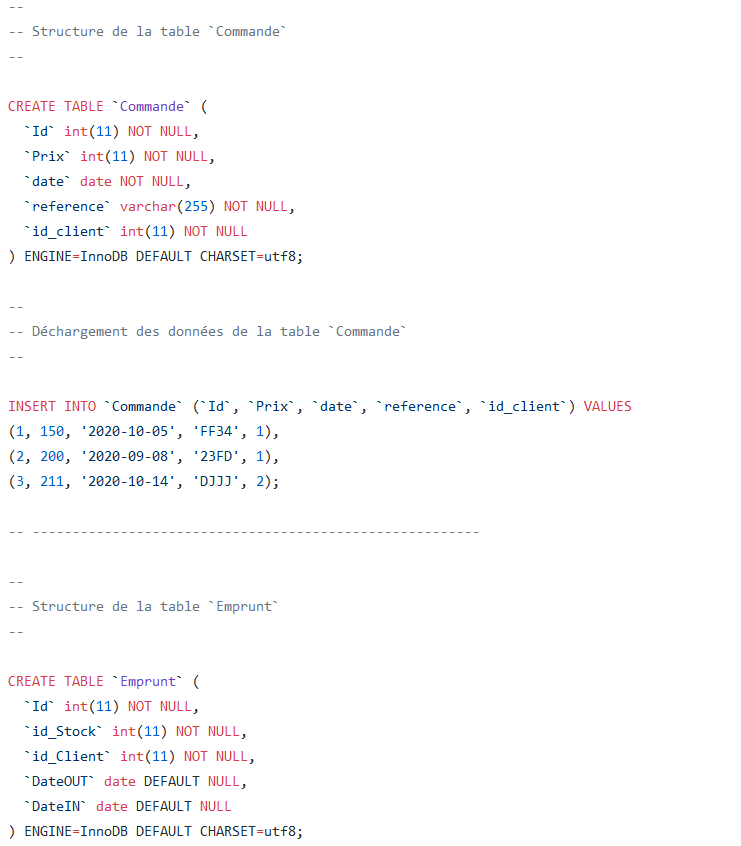 --
-- Structure de la table `Commande`
--
CREATE TABLE `Commande` (
`Id` int(11) NOT NULL,
`Prix` int(11) NOT NULL,
`date` date NOT NULL,
`reference` varchar(255) NOT NULL,
`id_client` int(11) NOT NULL
) ENGINE=InnoDB DEFAULT CHARSET=utf8;
--
-- Déchargement des données de la table `Commande`
--
INSERT INTO `Commande` (`Id`, `Prix`, `date`, `reference`, `id_client`) VALUES
(1, 150, '2020-10-05', 'FF34', 1),
(2, 200, '2020-09-08', '23FD', 1),
(3, 211, '2020-10-14', 'DJJJ', 2);
-- --------------------------------------------------------
--
-- Structure de la table `Emprunt`
--
CREATE TABLE `Emprunt` (
`Id` int(11) NOT NULL,
`id_Stock` int(11) NOT NULL,
`id_Client` int(11) NOT NULL,
`DateOUT` date DEFAULT NULL,
`DateIN` date DEFAULT NULL
) ENGINE=InnoDB DEFAULT CHARSET=utf8;